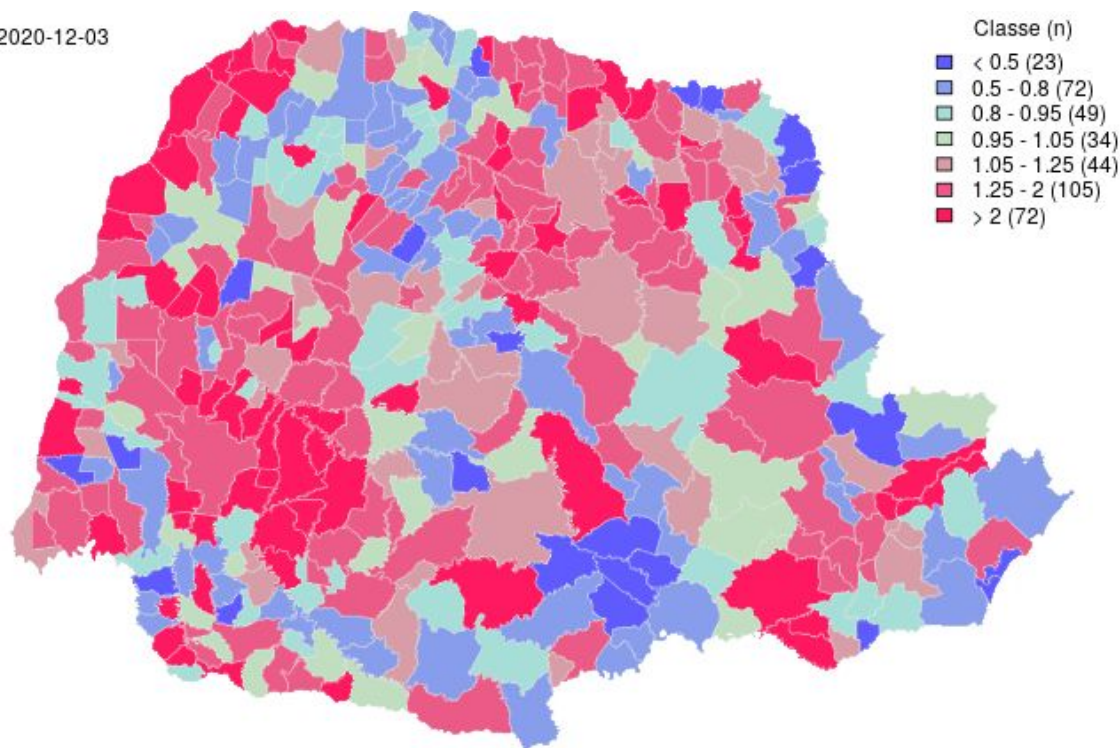 2020-12-03
Classe (n)
< 0.5 (23)
0.5 - 0.8 (72)
0.8 - 0.95 (49)
0.95 - 1.05 (34)
1.05 - 1.25 (44)
1.25 - 2 (105)
> 2 (72)